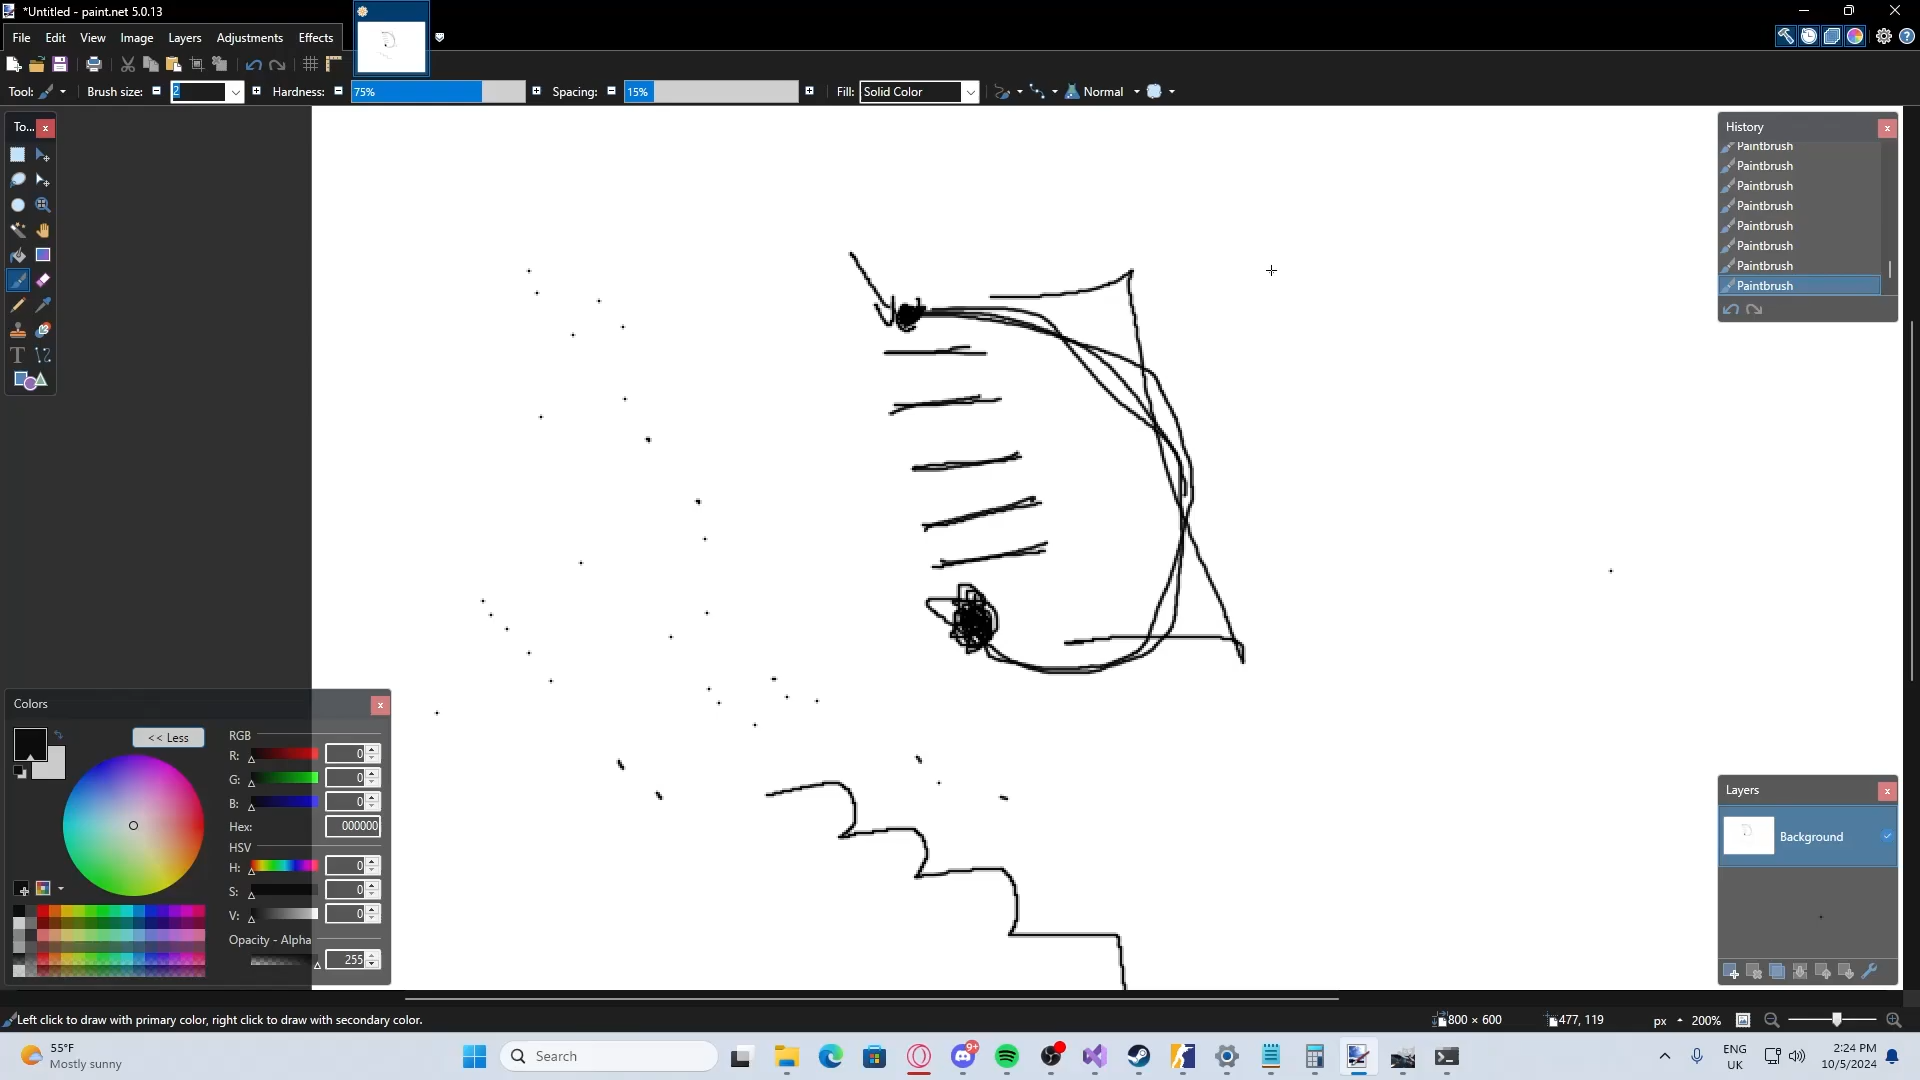 *Untitled - paint.net 5.0.13
File Edit View Image Layers Adjustments Effects
Tool: Brush size: 2 Hardness: 75% Spacing: 15% Fill: Solid Color Normal
To...
History
Paintbrush
Paintbrush
Paintbrush
Paintbrush
Paintbrush
Paintbrush
Paintbrush
Paintbrush
Colors
<< Less
RGB
R: 0
G: 0
B: 0
Hex: 000000
HSV
H: 0
S: 0
V: 0
Opacity - Alpha
255
Layers
Background
Left click to draw with primary color, right click to draw with secondary color.
800 × 600 477, 119 px 200%
55°F
Mostly sunny
Search
9+
ENG
UK
2:24 PM
10/5/2024